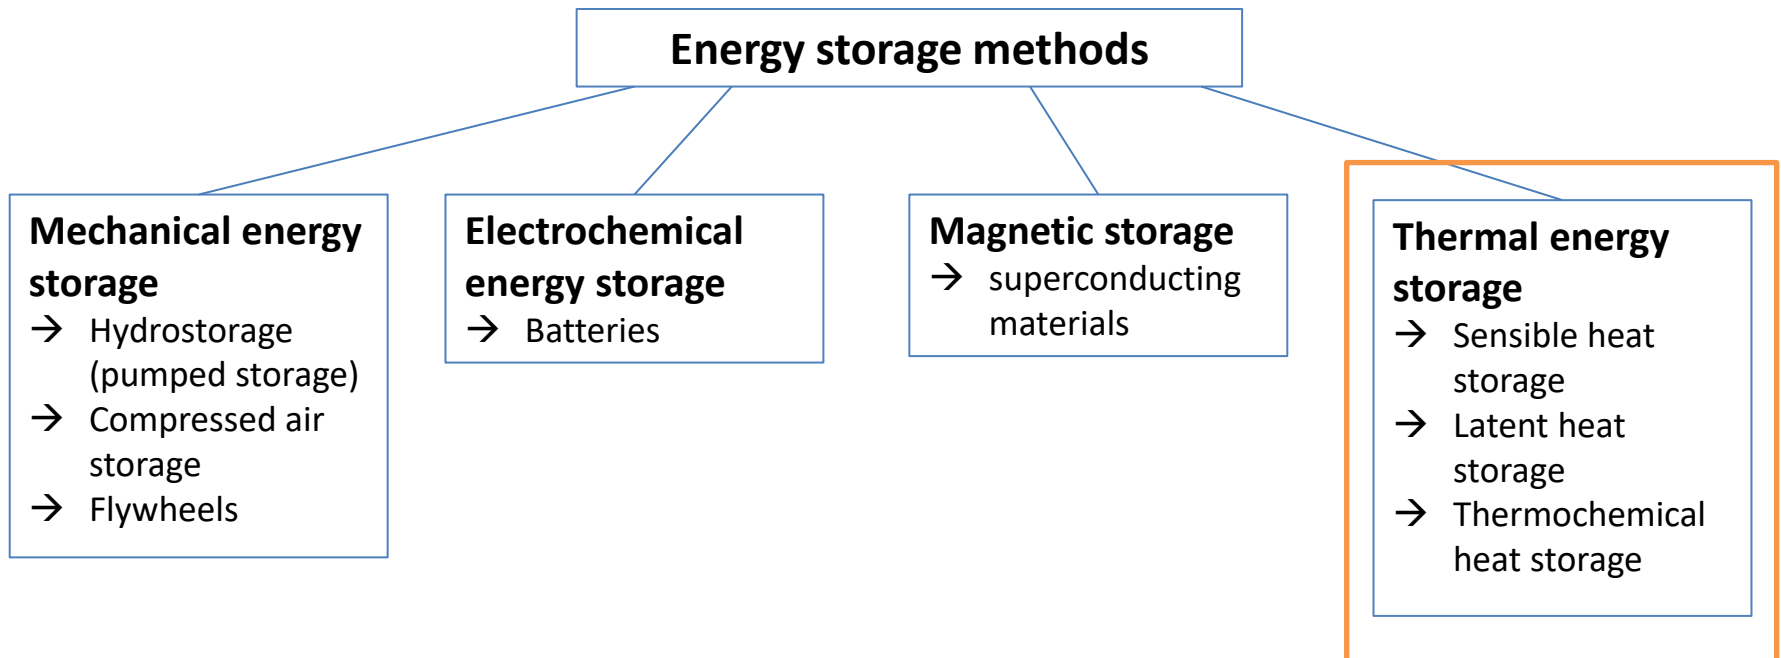 Energy storage methods
Mechanical energy
storage
→ Hydrostorage
(pumped storage)
→ Compressed air
storage
→ Flywheels
Electrochemical
energy storage
→ Batteries
Magnetic storage
→ superconducting
materials
Thermal energy
storage
→ Sensible heat
storage
→ Latent heat
storage
→ Thermochemical
heat storage